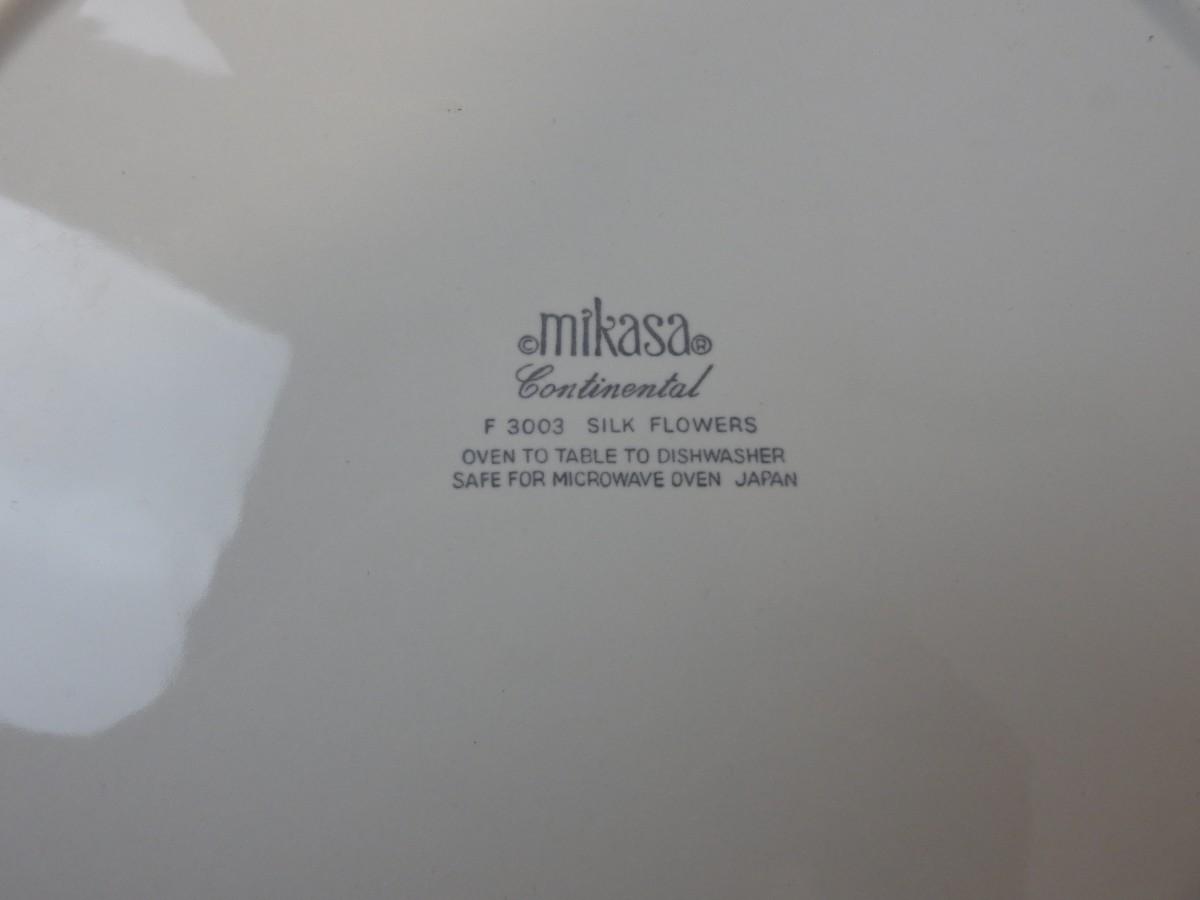 ©mikasa®
Continental
F 3003 SILK FLOWERS
OVEN TO TABLE TO DISHWASHER
SAFE FOR MICROWAVE OVEN JAPAN